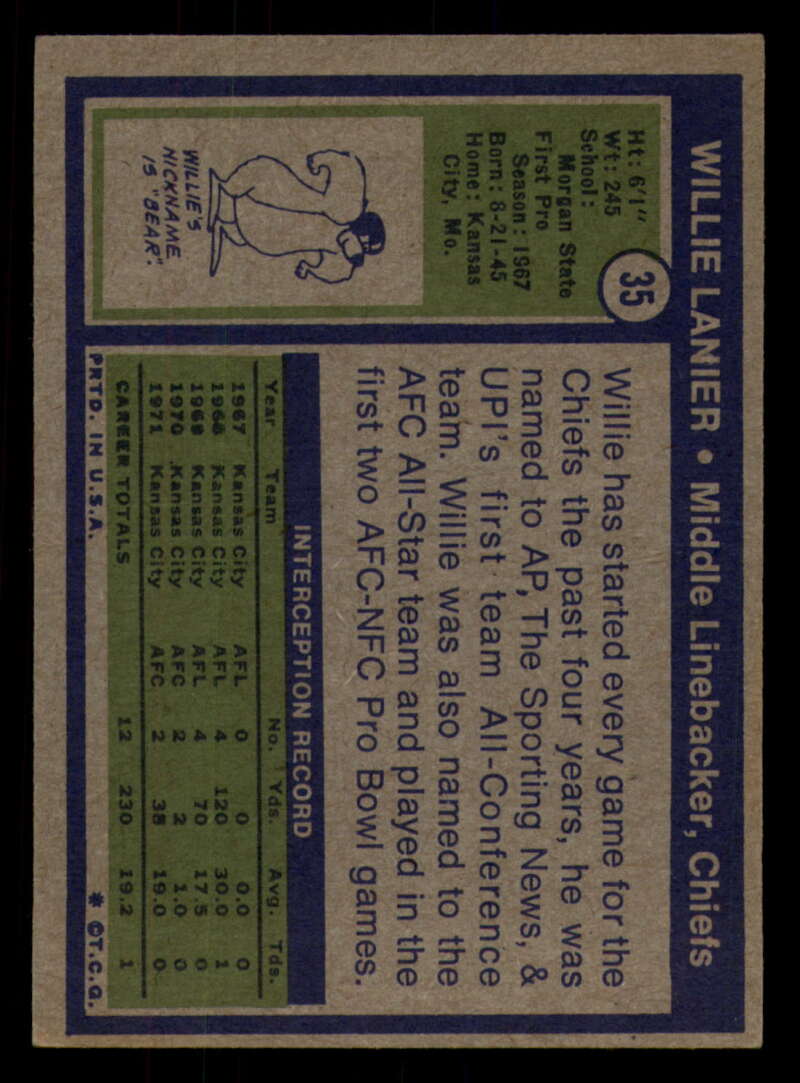 WILLIE LANIER • Middle Linebacker, Chiefs
35
Ht: 6'1"
Wt: 245
School:
Morgan State
First Pro
Season: 1967
Born: 8-21-45
Home: Kansas
City, Mo.
WILLIE'S
NICKNAME
IS "BEAR".
Willie has started every game for the
Chiefs the past four years, he was
named to AP, The Sporting News, &
UPI's first team All-Conference
team. Willie was also named to the
AFC All-Star team and played in the
first two AFC-NFC Pro Bowl games.
INTERCEPTION RECORD
Year Team No. Yds. Avg. Tds.
1967 Kansas City AFL 0 0 0.0 0
1968 Kansas City AFL 4 120 30.0 1
1969 Kansas City AFL 4 70 17.5 0
1970 Kansas City AFC 2 2 1.0 0
1971 Kansas City AFC 2 38 19.0 0
CAREER TOTALS 12 230 19.2 1
PRTD. IN U.S.A. * ©T.C.G.